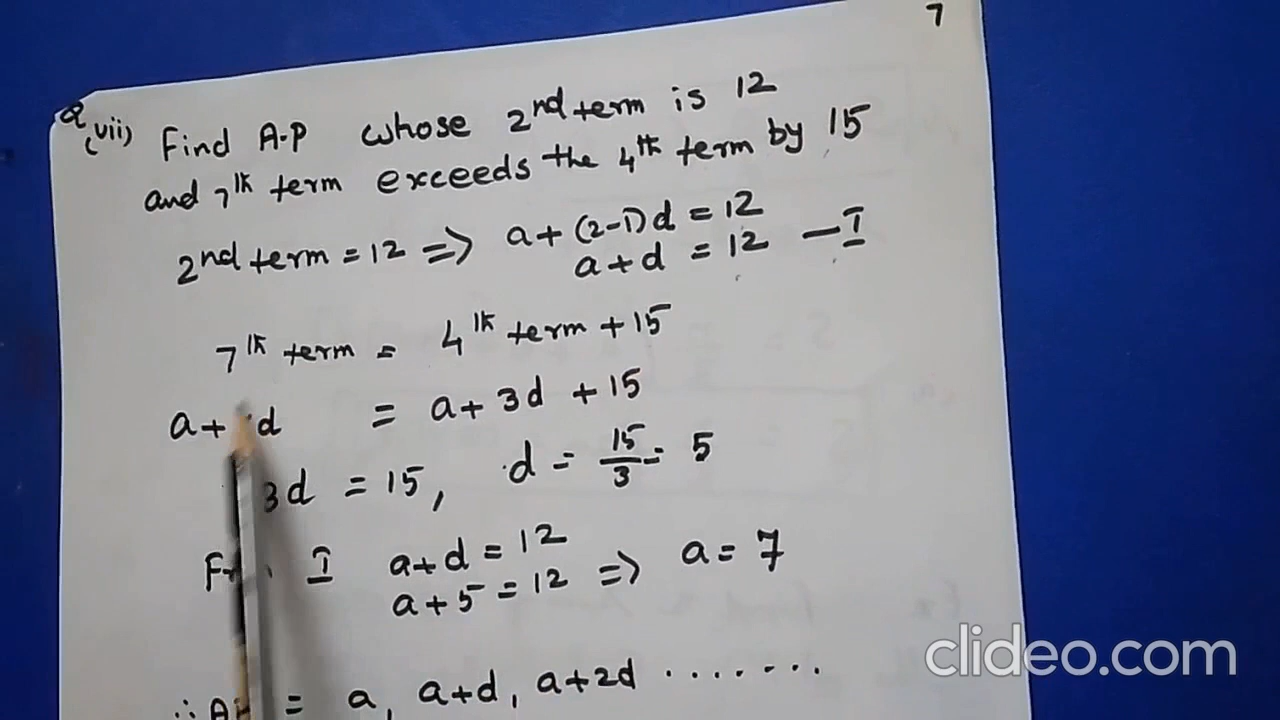 7
Q(vii) Find A.P whose 2nd term is 12
and 7th term exceeds the 4th term by 15
2nd term = 12 => a + (2-1)d = 12
a + d = 12 — I
7th term = 4th term + 15
a + d = a + 3d + 15
3d = 15, d = 15/3 = 5
I a + d = 12
a + 5 = 12 => a = 7
∴ = a, a+d, a+2d .......
clideo.com